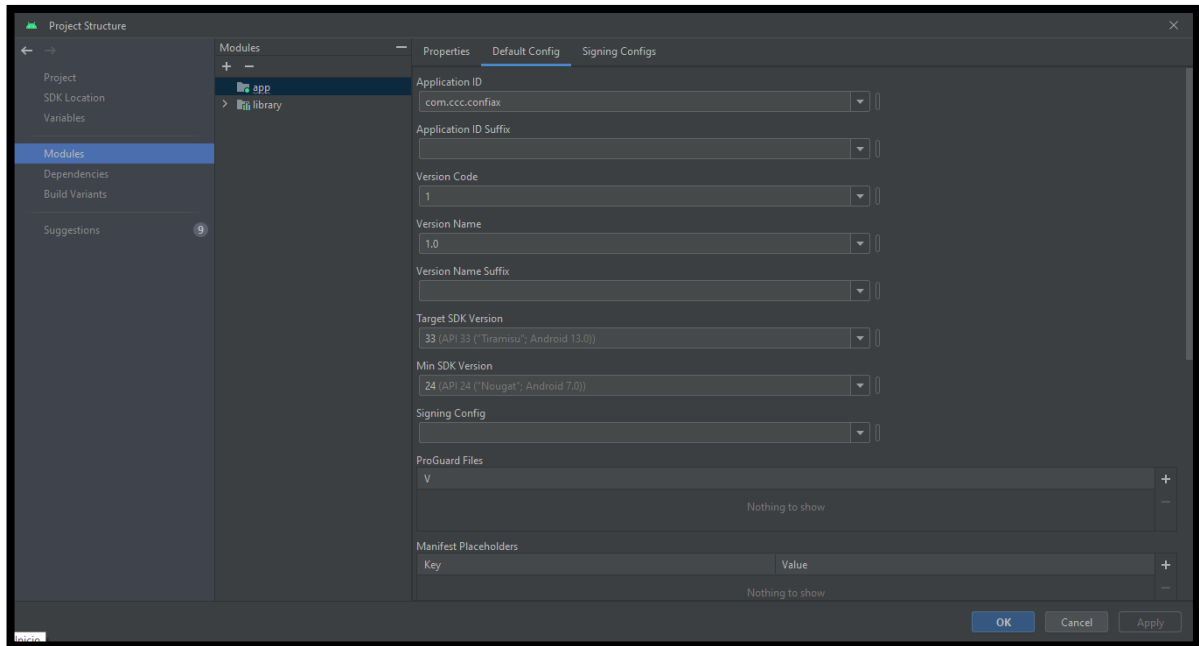 Project Structure
Project
SDK Location
Variables
Modules
Dependencies
Build Variants
Suggestions 9
Modules
app
library
Properties Default Config Signing Configs
Application ID
com.ccc.confiax
Application ID Suffix
Version Code
1
Version Name
1.0
Version Name Suffix
Target SDK Version
33 (API 33 ("Tiramisu"; Android 13.0))
Min SDK Version
24 (API 24 ("Nougat"; Android 7.0))
Signing Config
ProGuard Files
V
Nothing to show
Manifest Placeholders
Key Value
Nothing to show
OK Cancel Apply
Inicio